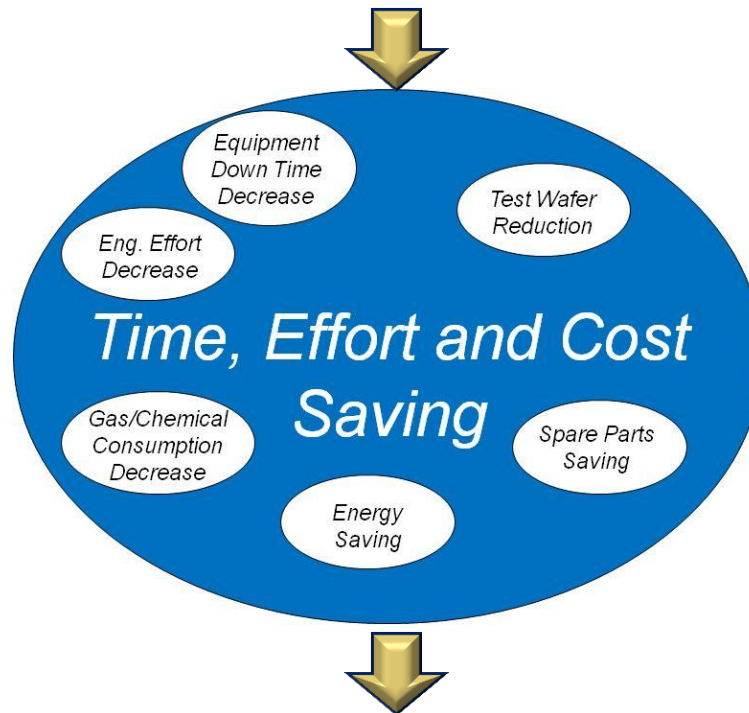 Equipment
Down Time
Decrease
Test Wafer
Reduction
Eng. Effort
Decrease
Time, Effort and Cost
Saving
Gas/Chemical
Consumption
Decrease
Spare Parts
Saving
Energy
Saving